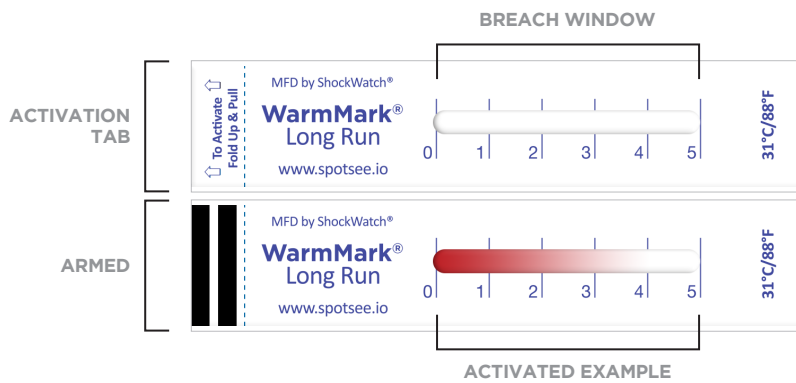 BREACH WINDOW
ACTIVATION
TAB
To Activate
Fold Up & Pull
MFD by ShockWatch®
WarmMark®
Long Run
www.spotsee.io
0 1 2 3 4 5
31°C/88°F
ARMED
MFD by ShockWatch®
WarmMark®
Long Run
www.spotsee.io
0 1 2 3 4 5
31°C/88°F
ACTIVATED EXAMPLE